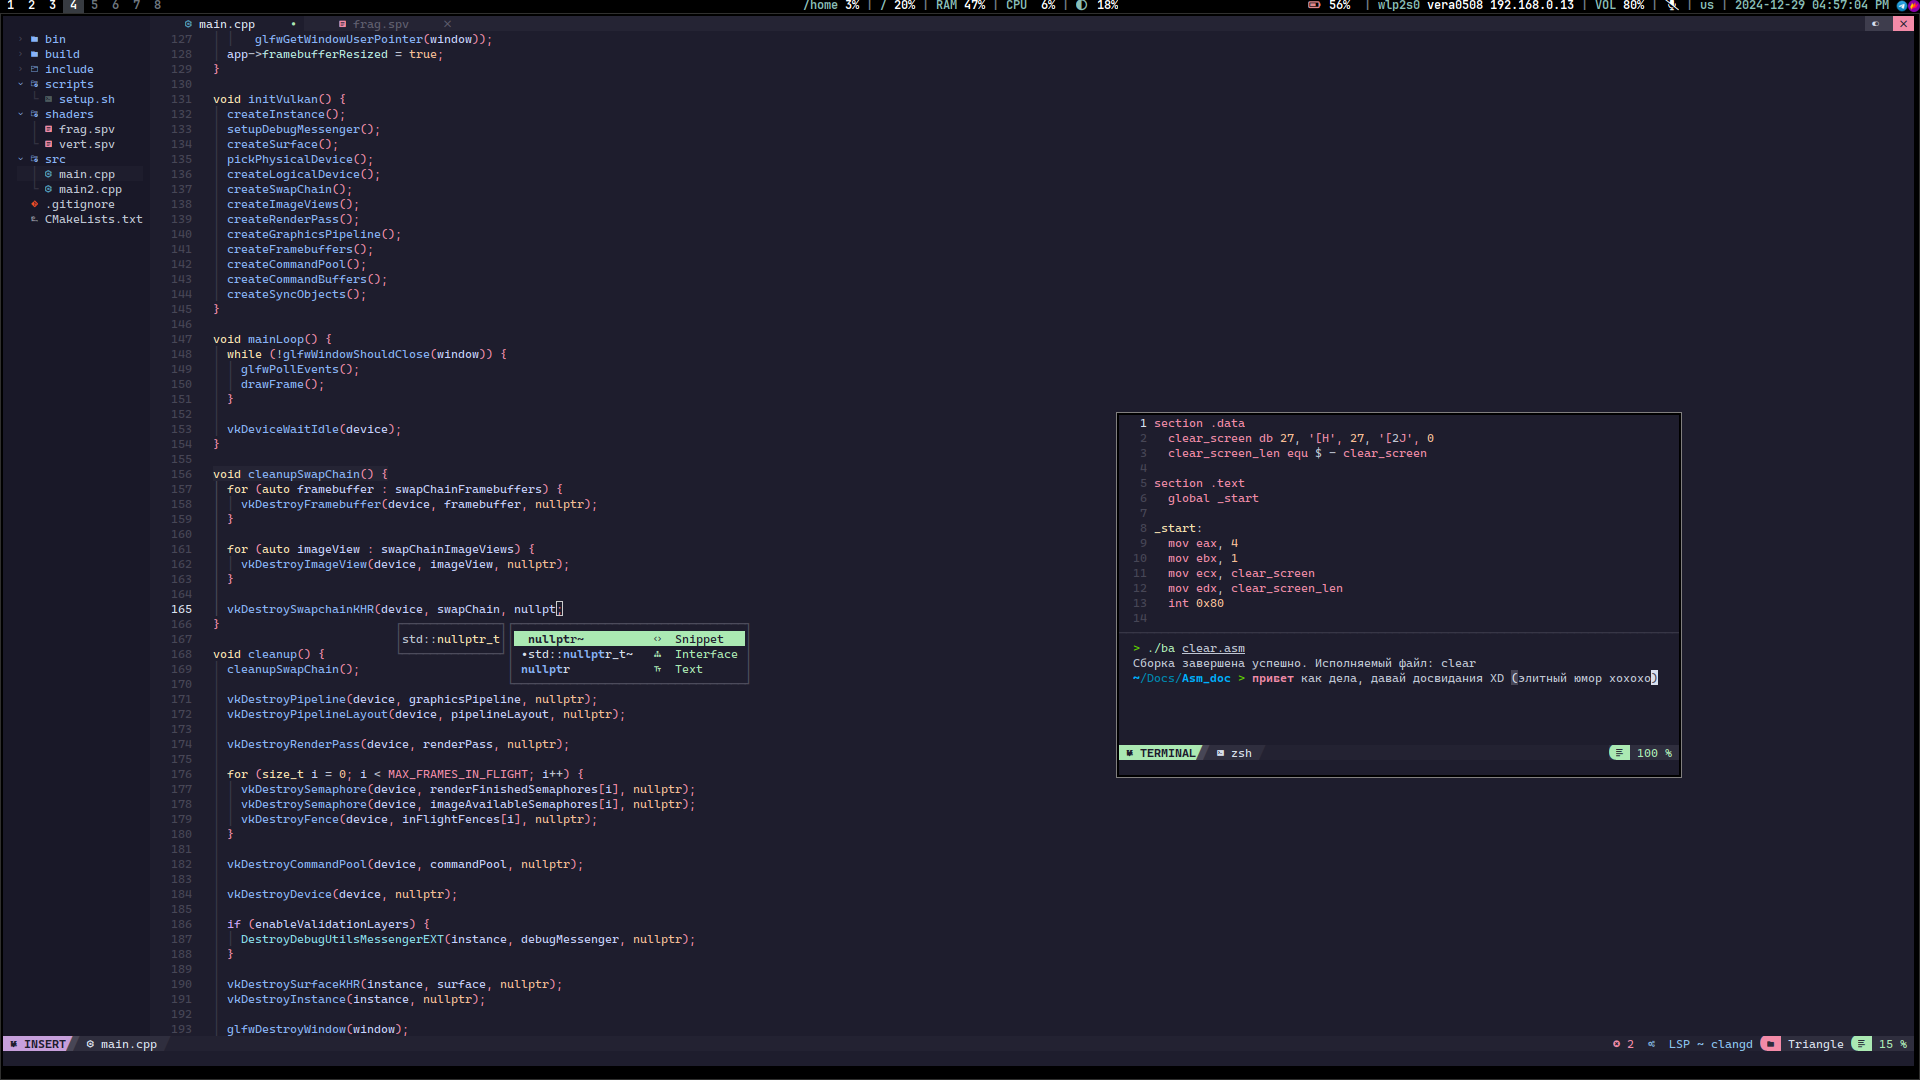 1 2 3 4 5 6 7 8
/home 3% | / 20% | RAM 47% | CPU 6% | 18%
56% | wlp2s0 vera0508 192.168.0.13 | VOL 80% | | us | 2024-12-29 04:57:04 PM
main.cpp
frag.spv
bin
build
include
scripts
setup.sh
shaders
frag.spv
vert.spv
src
main.cpp
main2.cpp
.gitignore
CMakeLists.txt
127 glfwGetWindowUserPointer(window));
128 app->framebufferResized = true;
129 }
130
131 void initVulkan() {
132 createInstance();
133 setupDebugMessenger();
134 createSurface();
135 pickPhysicalDevice();
136 createLogicalDevice();
137 createSwapChain();
138 createImageViews();
139 createRenderPass();
140 createGraphicsPipeline();
141 createFramebuffers();
142 createCommandPool();
143 createCommandBuffers();
144 createSyncObjects();
145 }
146
147 void mainLoop() {
148 while (!glfwWindowShouldClose(window)) {
149 glfwPollEvents();
150 drawFrame();
151 }
152
153 vkDeviceWaitIdle(device);
154 }
155
156 void cleanupSwapChain() {
157 for (auto framebuffer : swapChainFramebuffers) {
158 vkDestroyFramebuffer(device, framebuffer, nullptr);
159 }
160
161 for (auto imageView : swapChainImageViews) {
162 vkDestroyImageView(device, imageView, nullptr);
163 }
164
165 vkDestroySwapchainKHR(device, swapChain, nullpt;
166 }
167
168 void cleanup() {
169 cleanupSwapChain();
170
171 vkDestroyPipeline(device, graphicsPipeline, nullptr);
172 vkDestroyPipelineLayout(device, pipelineLayout, nullptr);
173
174 vkDestroyRenderPass(device, renderPass, nullptr);
175
176 for (size_t i = 0; i < MAX_FRAMES_IN_FLIGHT; i++) {
177 vkDestroySemaphore(device, renderFinishedSemaphores[i], nullptr);
178 vkDestroySemaphore(device, imageAvailableSemaphores[i], nullptr);
179 vkDestroyFence(device, inFlightFences[i], nullptr);
180 }
181
182 vkDestroyCommandPool(device, commandPool, nullptr);
183
184 vkDestroyDevice(device, nullptr);
185
186 if (enableValidationLayers) {
187 DestroyDebugUtilsMessengerEXT(instance, debugMessenger, nullptr);
188 }
189
190 vkDestroySurfaceKHR(instance, surface, nullptr);
191 vkDestroyInstance(instance, nullptr);
192
193 glfwDestroyWindow(window);
std::nullptr_t
nullptr~ <> Snippet
•std::nullptr_t~ Interface
nullptr Text
1 section .data
2 clear_screen db 27, '[H', 27, '[2J', 0
3 clear_screen_len equ $ - clear_screen
4
5 section .text
6 global _start
7
8 _start:
9 mov eax, 4
10 mov ebx, 1
11 mov ecx, clear_screen
12 mov edx, clear_screen_len
13 int 0x80
14
> ./ba clear.asm
Сборка завершена успешно. Исполняемый файл: clear
~/Docs/Asm_doc > привет как дела, давай досвидания XD (элитный юмор хохохо)
TERMINAL zsh 100 %
INSERT main.cpp
2 LSP ~ clangd Triangle 15 %